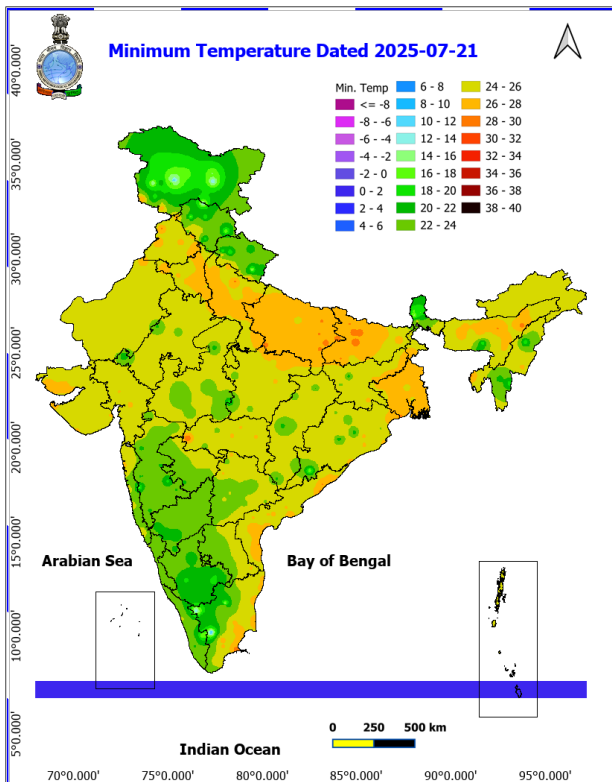 Minimum Temperature Dated 2025-07-21
Min. Temp
<= -8
-8 - -6
-6 - -4
-4 - -2
-2 - 0
0 - 2
2 - 4
4 - 6
6 - 8
8 - 10
10 - 12
12 - 14
14 - 16
16 - 18
18 - 20
20 - 22
22 - 24
24 - 26
26 - 28
28 - 30
30 - 32
32 - 34
34 - 36
36 - 38
38 - 40
40°0.000'
35°0.000'
30°0.000'
25°0.000'
20°0.000'
15°0.000'
10°0.000'
5°0.000'
Arabian Sea
Bay of Bengal
0 250 500 km
Indian Ocean
70°0.000' 75°0.000' 80°0.000' 85°0.000' 90°0.000' 95°0.000'